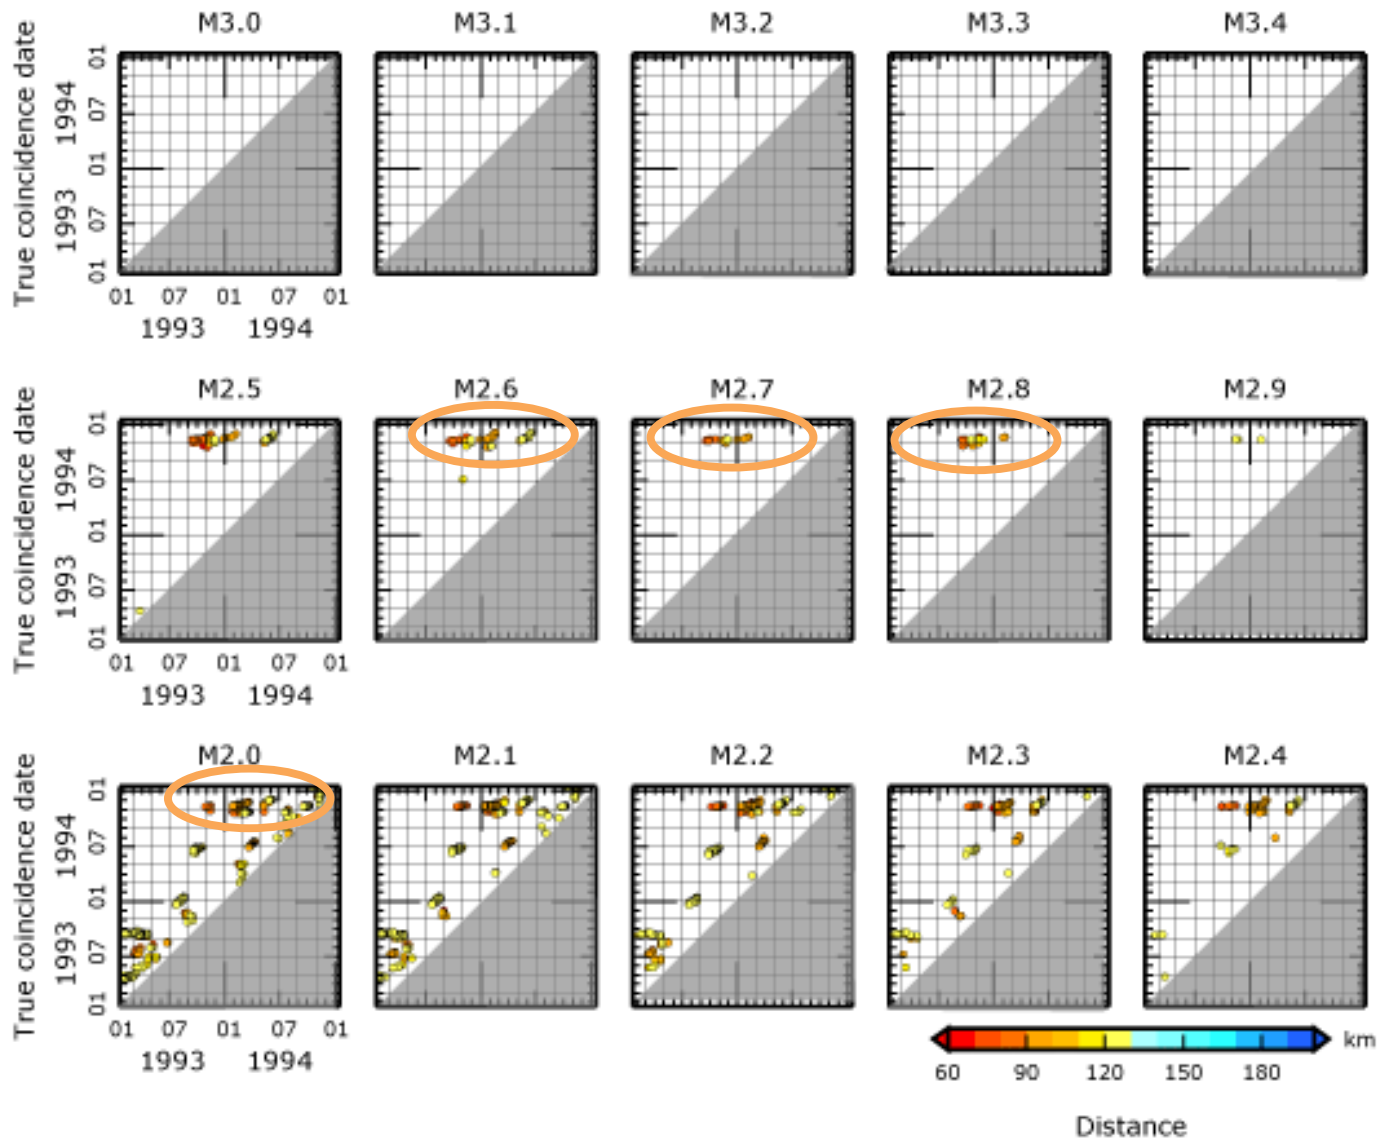 M3.0 M3.1 M3.2 M3.3 M3.4
True coincidence date
1993 1994
01 07 01 07 01
01 07 01 07 01
1993 1994
M2.5 M2.6 M2.7 M2.8 M2.9
True coincidence date
1993 1994
01 07 01 07 01
01 07 01 07 01
1993 1994
M2.0 M2.1 M2.2 M2.3 M2.4
True coincidence date
1993 1994
01 07 01 07 01
01 07 01 07 01
1993 1994
km
60 90 120 150 180
Distance